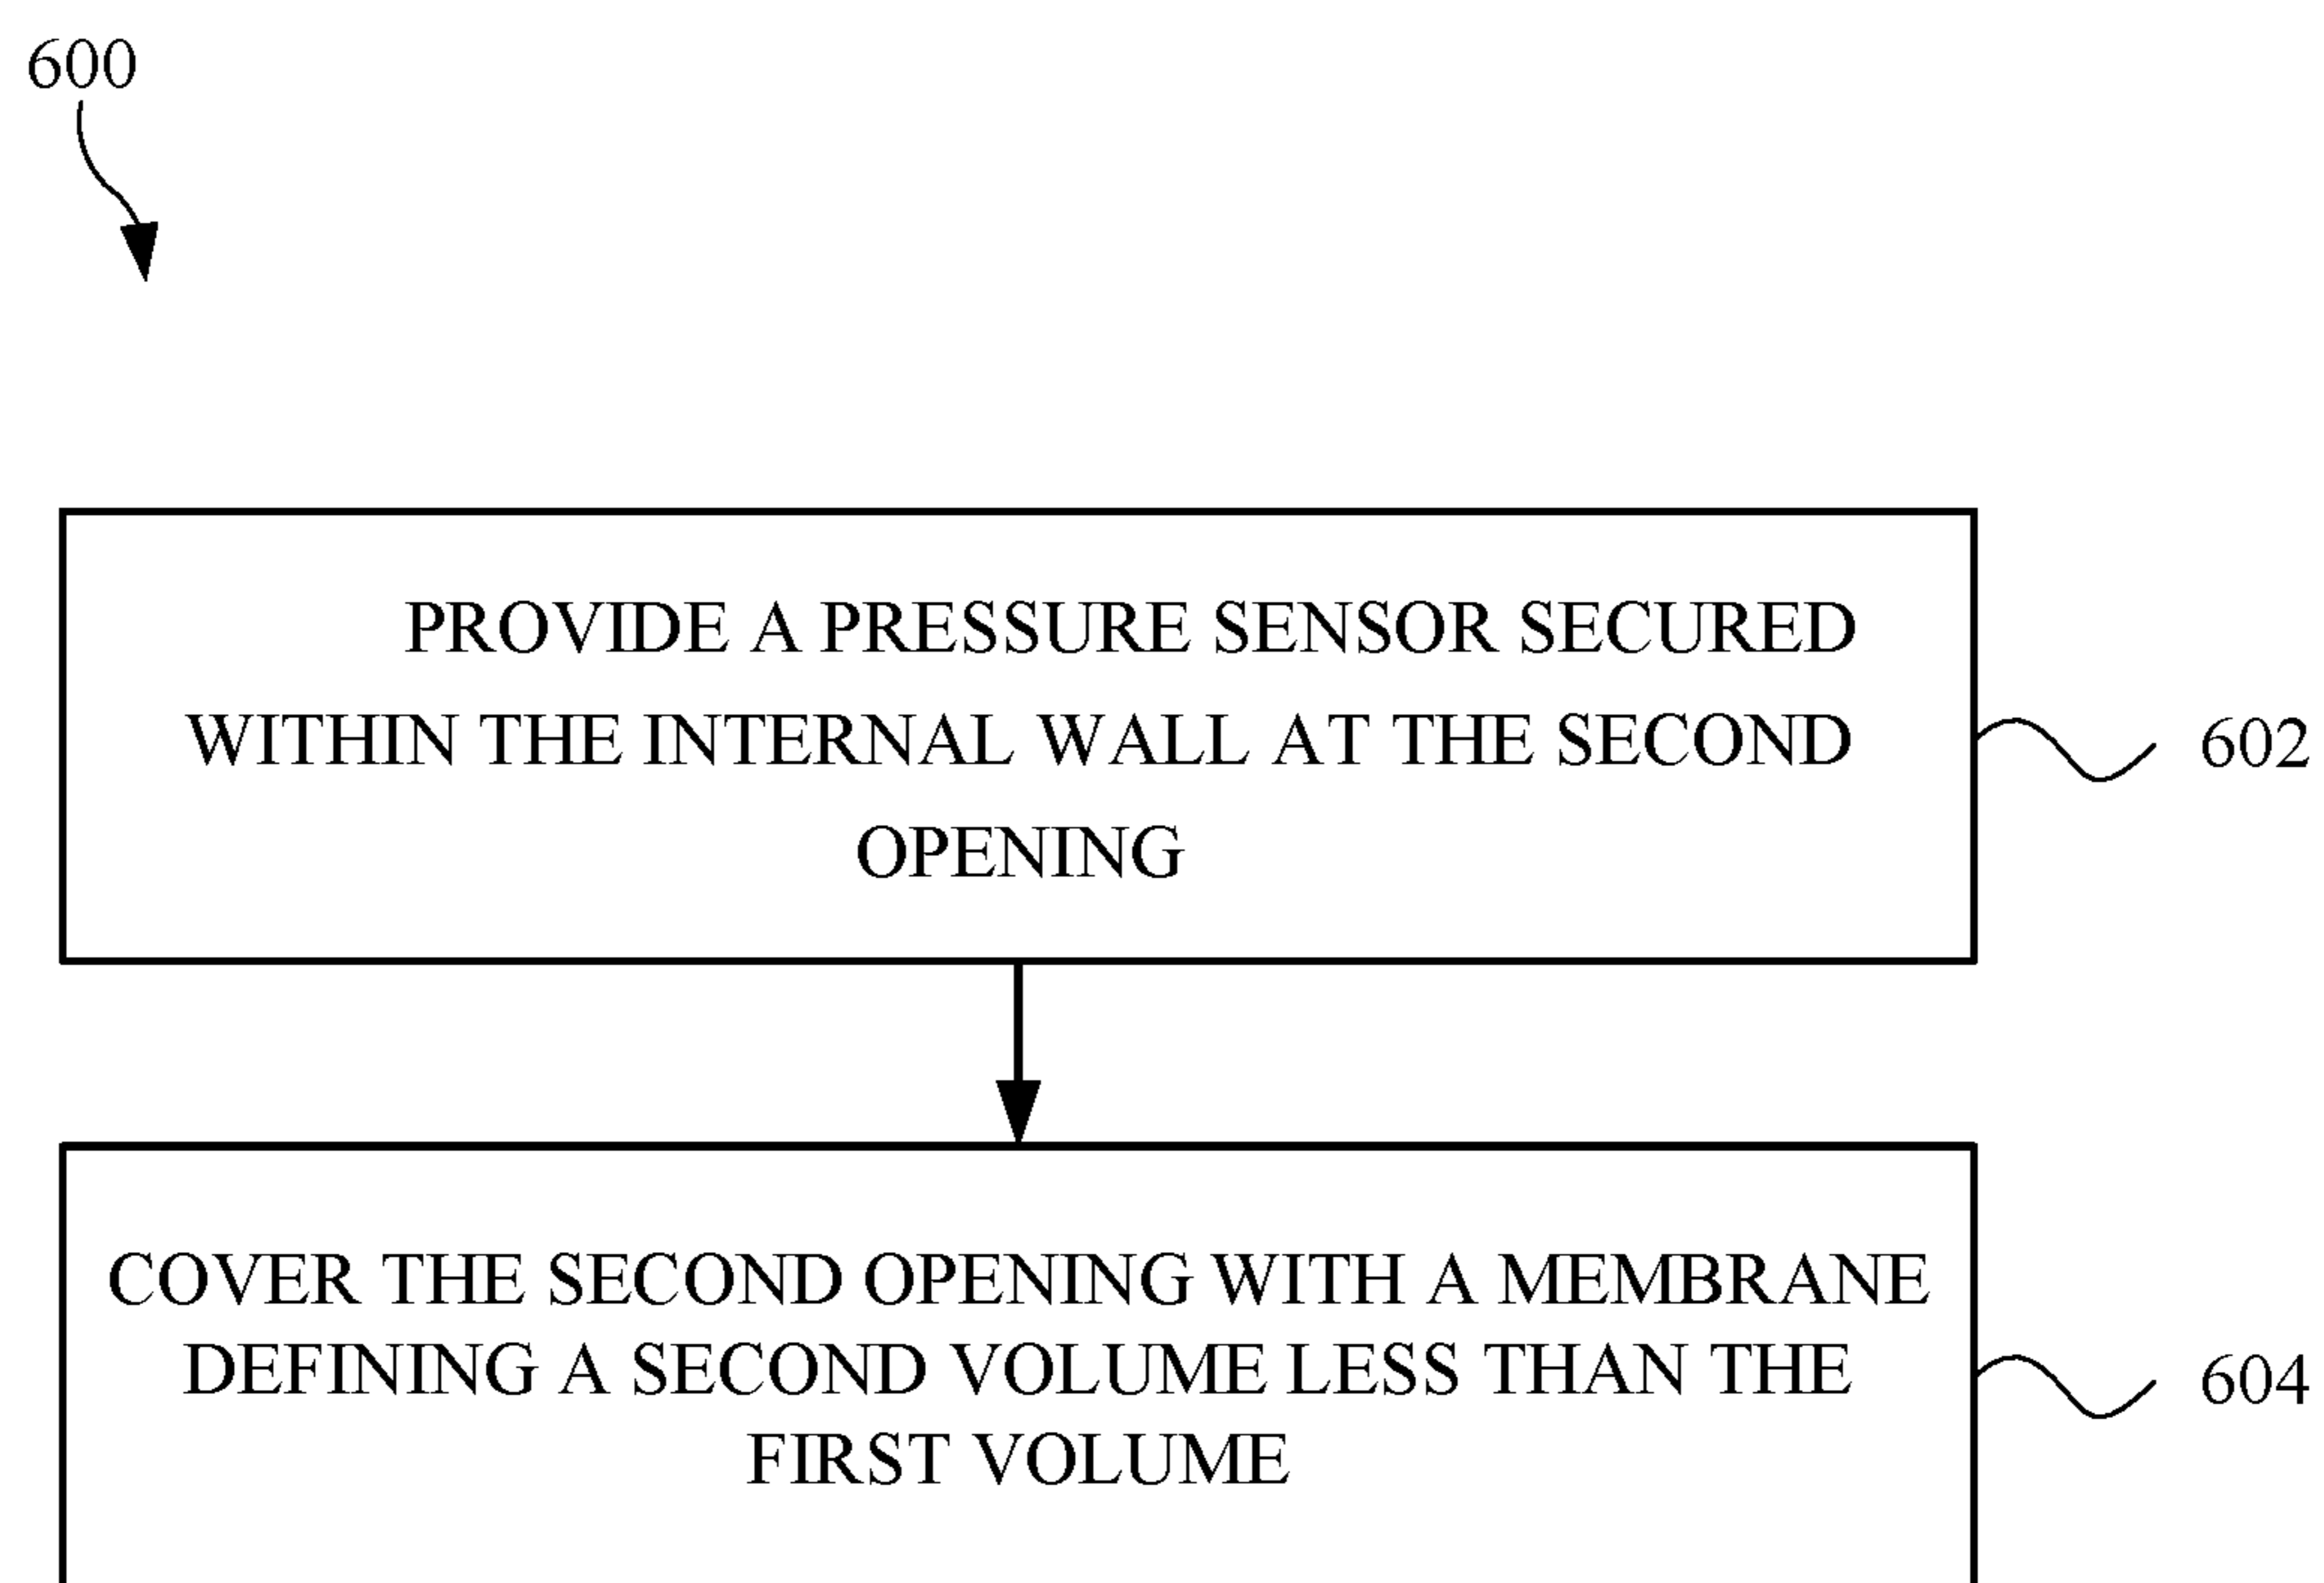 600
PROVIDE A PRESSURE SENSOR SECURED
WITHIN THE INTERNAL WALL AT THE SECOND
OPENING
602
COVER THE SECOND OPENING WITH A MEMBRANE
DEFINING A SECOND VOLUME LESS THAN THE
FIRST VOLUME
604